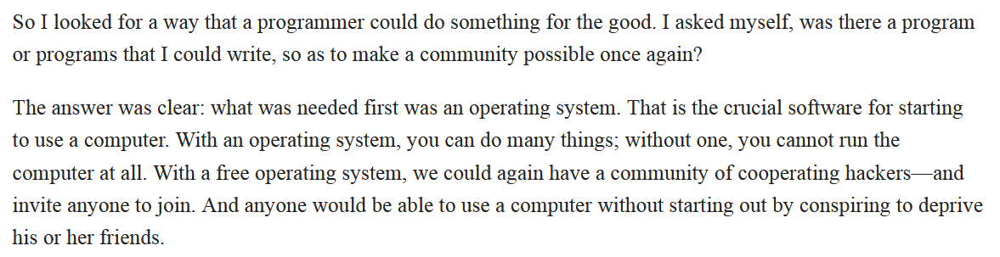 So I looked for a way that a programmer could do something for the good. I asked myself, was there a program
or programs that I could write, so as to make a community possible once again?
The answer was clear: what was needed first was an operating system. That is the crucial software for starting
to use a computer. With an operating system, you can do many things; without one, you cannot run the
computer at all. With a free operating system, we could again have a community of cooperating hackers—and
invite anyone to join. And anyone would be able to use a computer without starting out by conspiring to deprive
his or her friends.